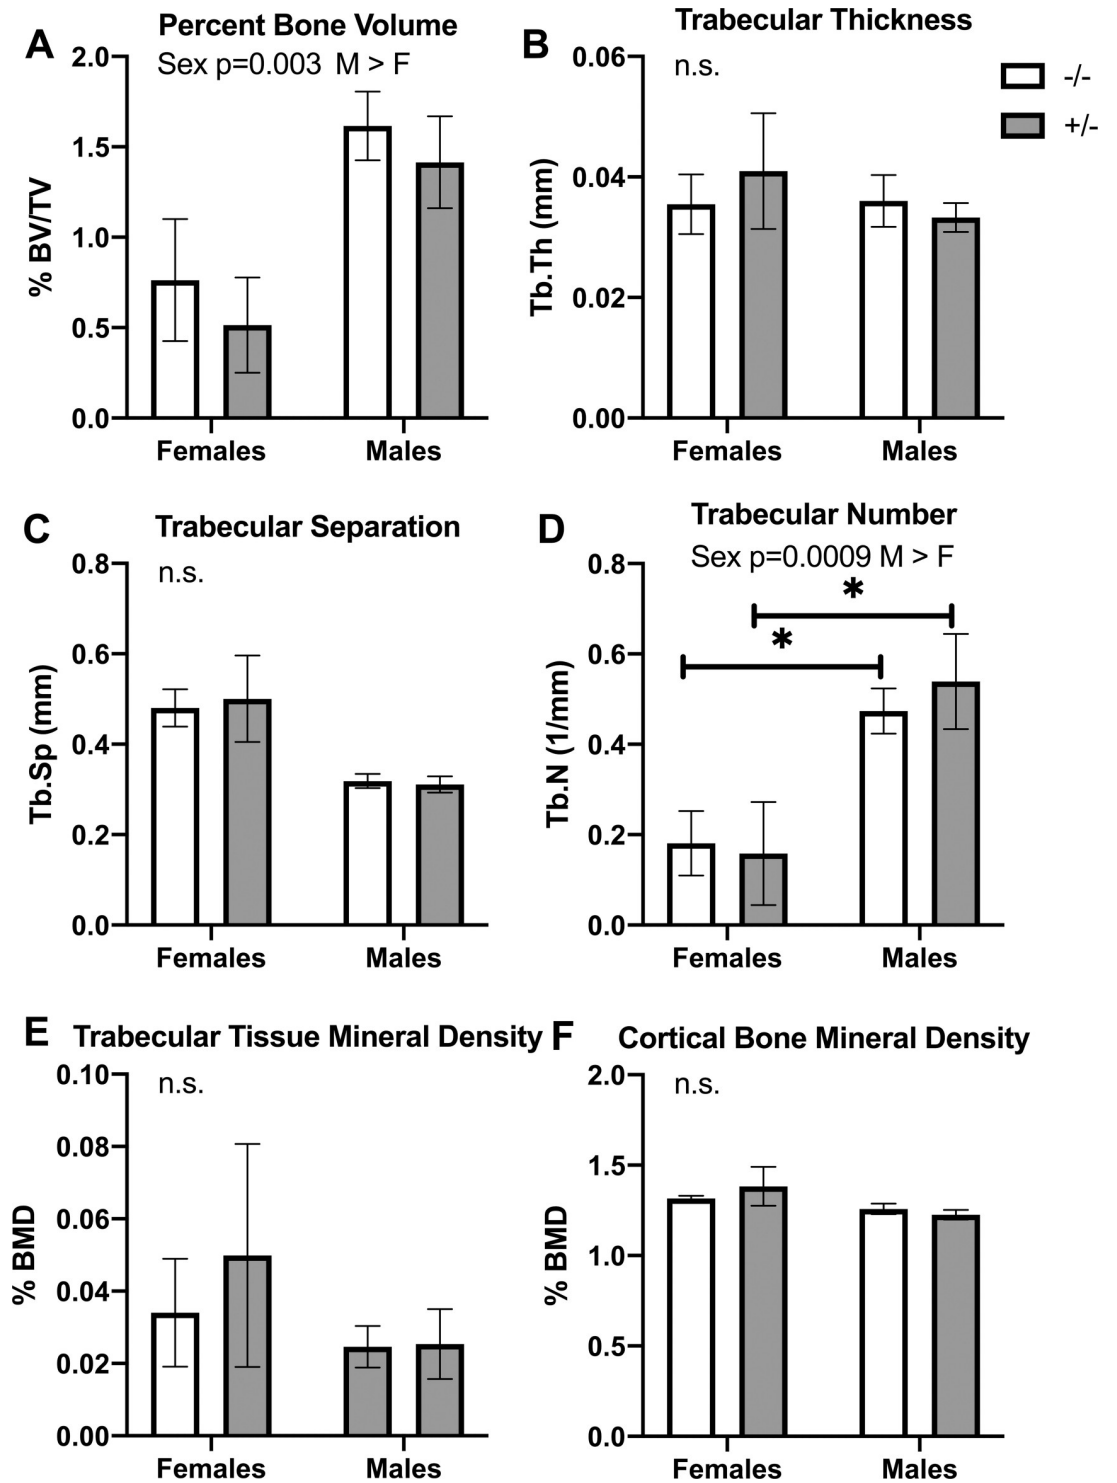 A
Percent Bone Volume
Sex p=0.003 M > F
% BV/TV
2.0
1.5
1.0
0.5
0.0
Females
Males
B
Trabecular Thickness
n.s.
Tb.Th (mm)
0.06
0.04
0.02
0.00
Females
Males
-/-
+/-
C
Trabecular Separation
n.s.
Tb.Sp (mm)
0.8
0.6
0.4
0.2
0.0
Females
Males
D
Trabecular Number
Sex p=0.0009 M > F
*
*
Tb.N (1/mm)
0.8
0.6
0.4
0.2
0.0
Females
Males
E
Trabecular Tissue Mineral Density
n.s.
% BMD
0.10
0.08
0.06
0.04
0.02
0.00
Females
Males
F
Cortical Bone Mineral Density
n.s.
% BMD
2.0
1.5
1.0
0.5
0.0
Females
Males